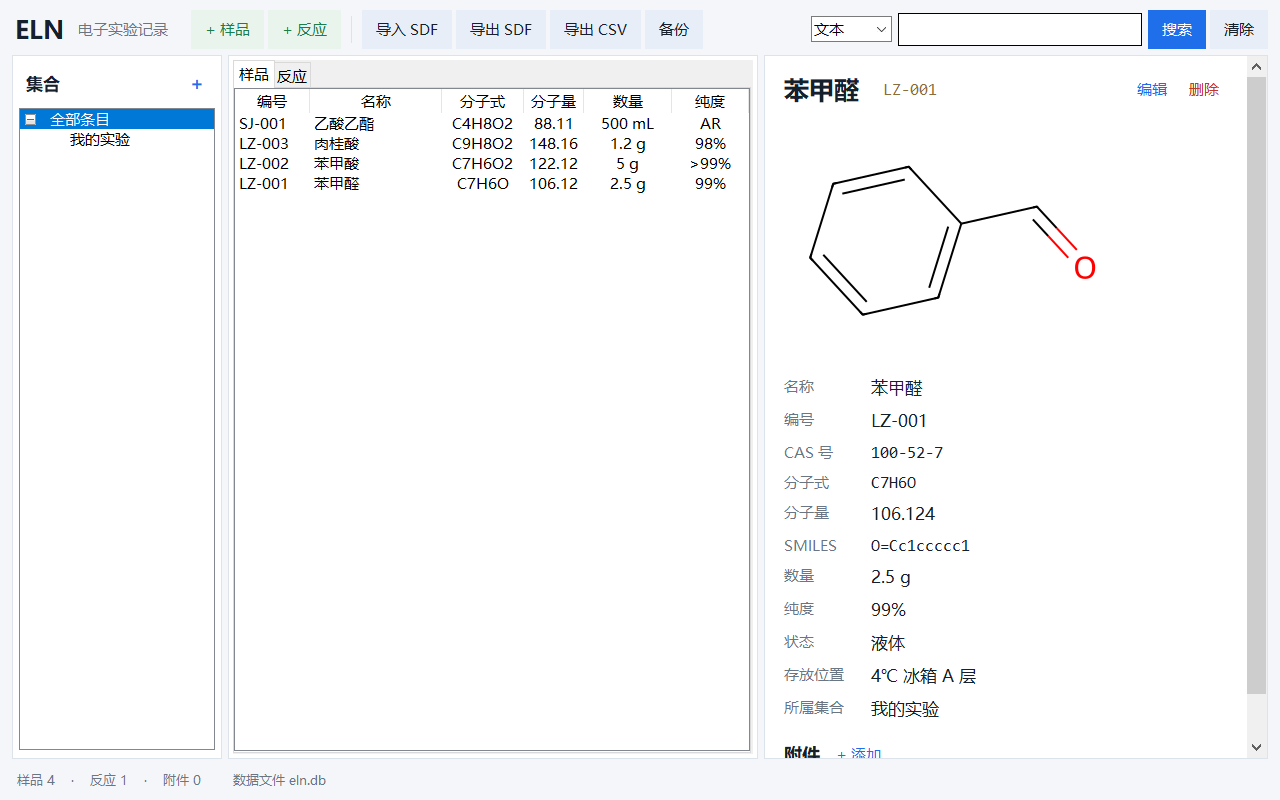 ELN 电子实验记录 + 样品 + 反应 导入 SDF 导出 SDF 导出 CSV 备份 文本 搜索 清除
集合 +
全部条目
我的实验
样品 反应
编号 名称 分子式 分子量 数量 纯度
SJ-001 乙酸乙酯 C4H8O2 88.11 500 mL AR
LZ-003 肉桂酸 C9H8O2 148.16 1.2 g 98%
LZ-002 苯甲酸 C7H6O2 122.12 5 g >99%
LZ-001 苯甲醛 C7H6O 106.12 2.5 g 99%
苯甲醛 LZ-001 编辑 删除
O
名称 苯甲醛
编号 LZ-001
CAS 号 100-52-7
分子式 C7H6O
分子量 106.124
SMILES O=Cc1ccccc1
数量 2.5 g
纯度 99%
状态 液体
存放位置 4℃ 冰箱 A 层
所属集合 我的实验
附件 + 添加
样品 4 · 反应 1 · 附件 0 数据文件 eln.db